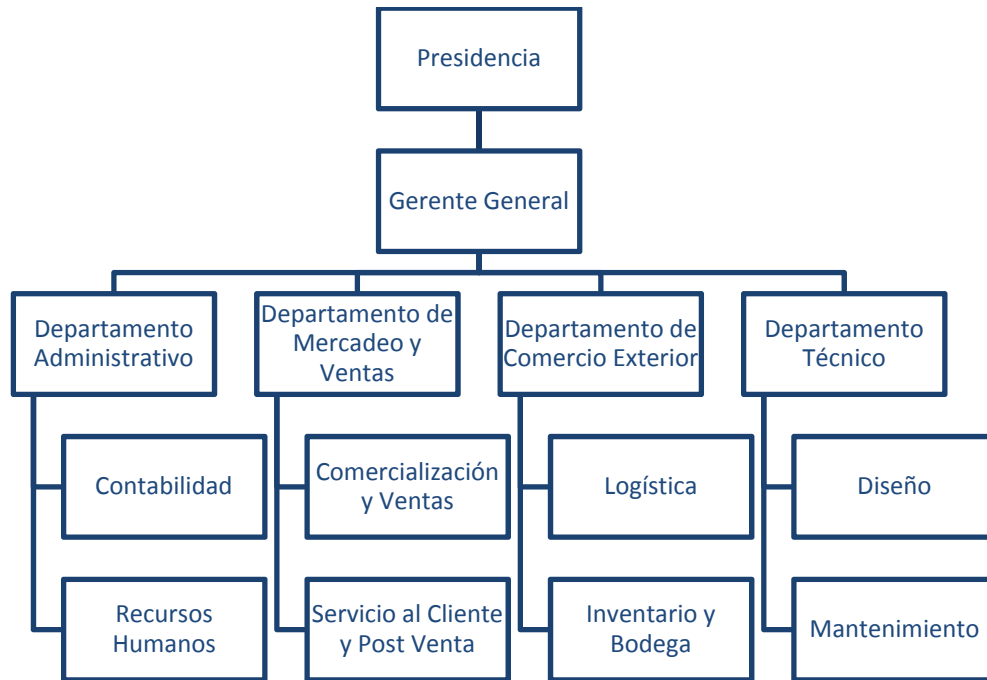 Presidencia
Gerente General
Departamento
Administrativo
Departamento de
Mercadeo y
Ventas
Departamento de
Comercio Exterior
Departamento
Técnico
Contabilidad
Comercialización
y Ventas
Logística
Diseño
Recursos
Humanos
Servicio al Cliente
y Post Venta
Inventario y
Bodega
Mantenimiento